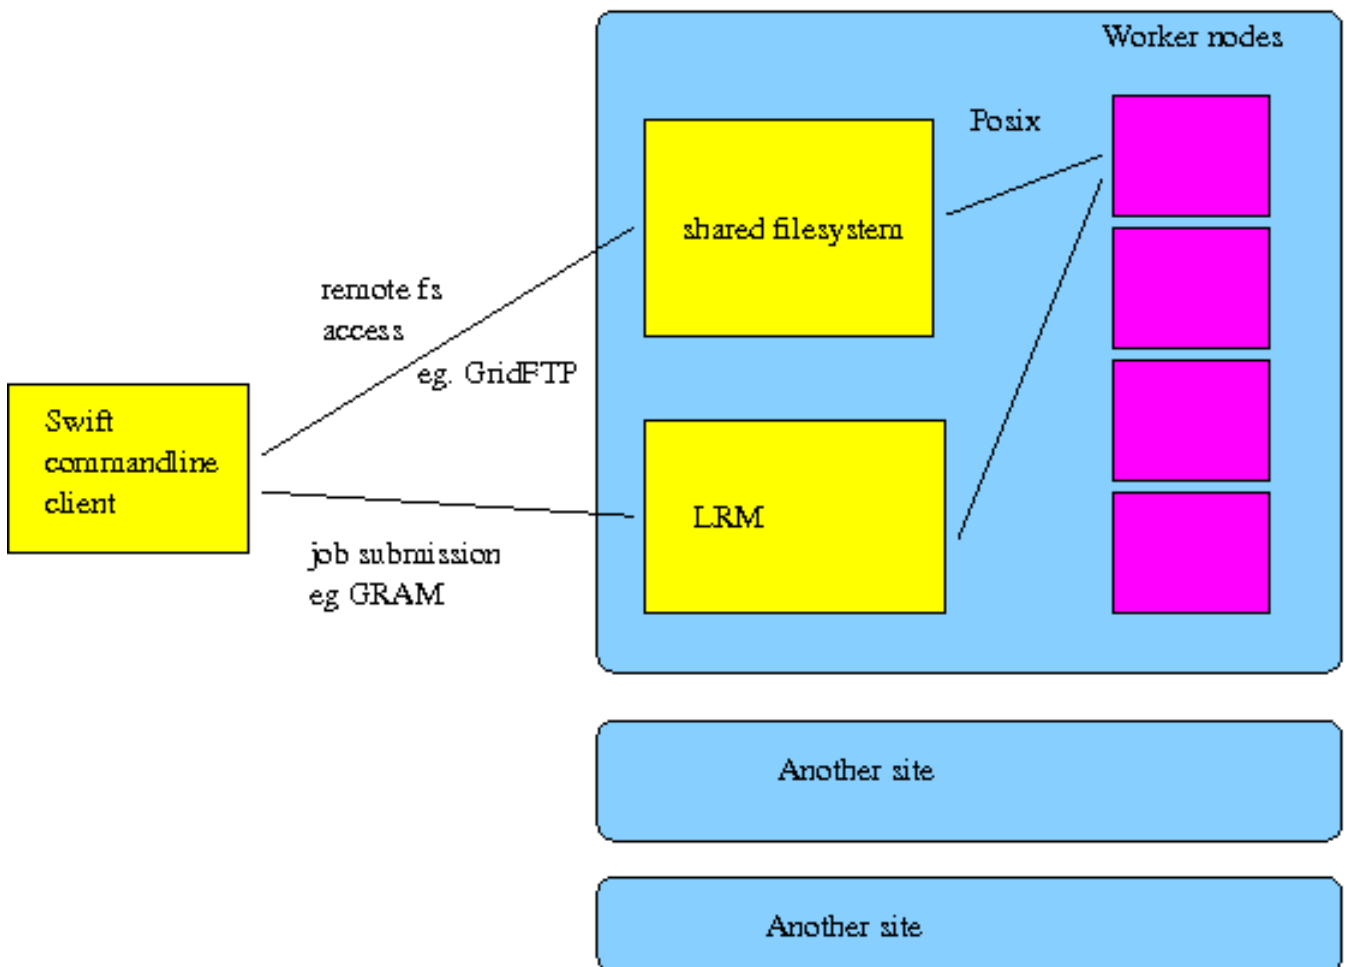 Worker nodes
Posix
shared filesystem
remote fs
access
eg. GridFTP
Swift
commandline
client
LRM
job submission
eg GRAM
Another site
Another site